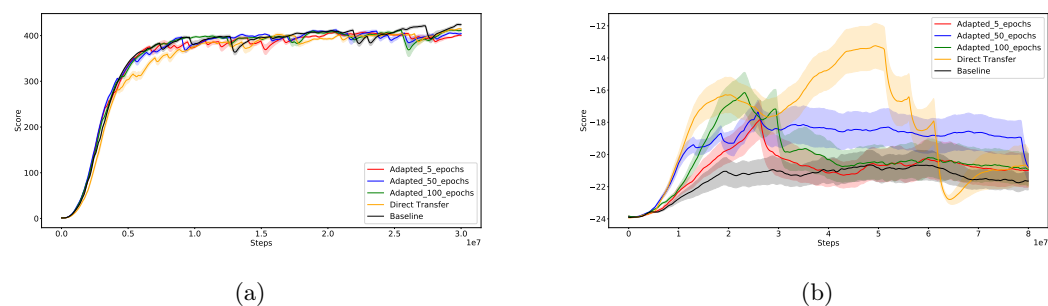 400
300
200
100
0
Score
0.0 0.5 1.0 1.5 2.0 2.5 3.0
Steps
1e7
Adapted_5_epochs
Adapted_50_epochs
Adapted_100_epochs
Direct Transfer
Baseline
(a)
−12
−14
−16
−18
−20
−22
−24
Score
0 1 2 3 4 5 6 7 8
Steps
1e7
Adapted_5_epochs
Adapted_50_epochs
Adapted_100_epochs
Direct Transfer
Baseline
(b)